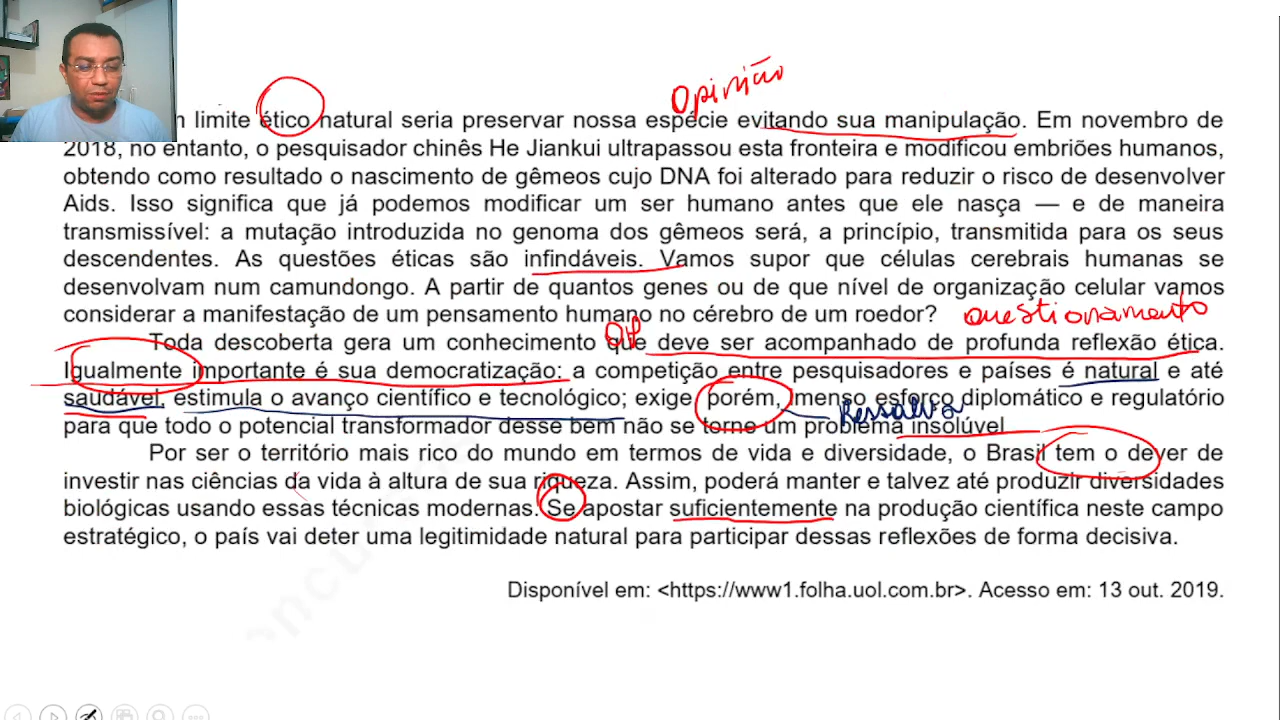 Opinião
limite ético natural seria preservar nossa espécie evitando sua manipulação. Em novembro de
2018, no entanto, o pesquisador chinês He Jiankui ultrapassou esta fronteira e modificou embriões humanos,
obtendo como resultado o nascimento de gêmeos cujo DNA foi alterado para reduzir o risco de desenvolver
Aids. Isso significa que já podemos modificar um ser humano antes que ele nasça — e de maneira
transmissível: a mutação introduzida no genoma dos gêmeos será, a princípio, transmitida para os seus
descendentes. As questões éticas são infindáveis. Vamos supor que células cerebrais humanas se
desenvolvam num camundongo. A partir de quantos genes ou de que nível de organização celular vamos
considerar a manifestação de um pensamento humano no cérebro de um roedor? questionamento
Toda descoberta gera um conhecimento que deve ser acompanhado de profunda reflexão ética.
Igualmente importante é sua democratização: a competição entre pesquisadores e países é natural e até
saudável, estimula o avanço científico e tecnológico; exige porém, imenso esforço diplomático e regulatório
Ressalva
para que todo o potencial transformador desse bem não se torne um problema insolúvel
Por ser o território mais rico do mundo em termos de vida e diversidade, o Brasil tem o dever de
investir nas ciências da vida à altura de sua riqueza. Assim, poderá manter e talvez até produzir diversidades
biológicas usando essas técnicas modernas. Se apostar suficientemente na produção científica neste campo
estratégico, o país vai deter uma legitimidade natural para participar dessas reflexões de forma decisiva.
Disponível em: <https://www1.folha.uol.com.br>. Acesso em: 13 out. 2019.